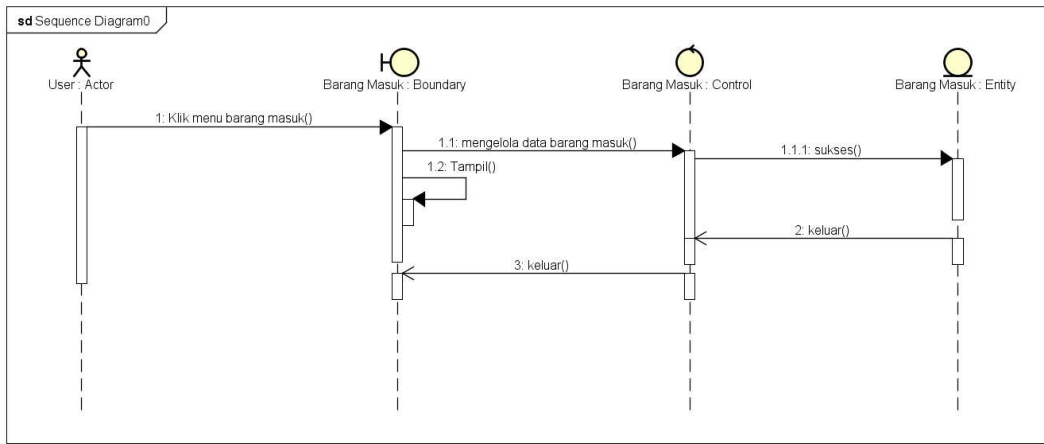 sd Sequence Diagram0
User : Actor
Barang Masuk : Boundary
Barang Masuk : Control
Barang Masuk : Entity
1: Klik menu barang masuk()
1.1: mengelola data barang masuk()
1.1.1: sukses()
1.2: Tampil()
2: keluar()
3: keluar()